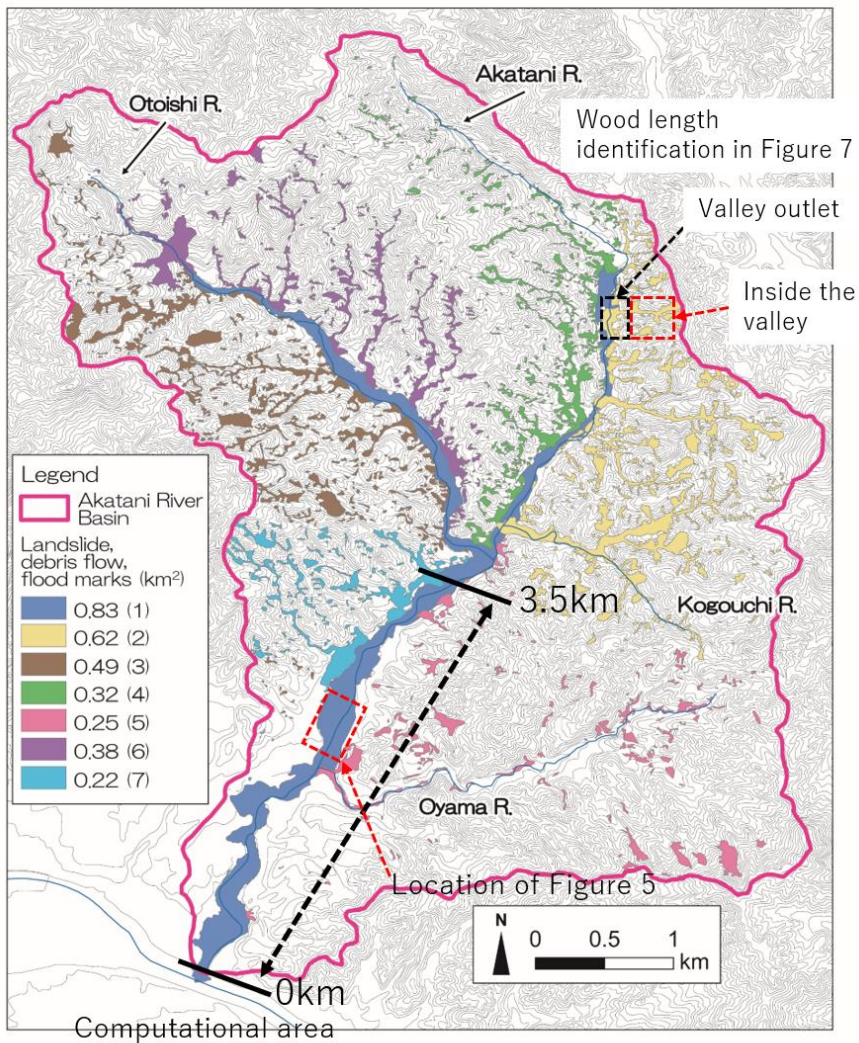 Otoishi R.
Akatani R.
Wood length
identification in Figure 7
Valley outlet
Inside the
valley
Legend
Akatani River
Basin
Landslide,
debris flow,
flood marks (km²)
0.83 (1)
0.62 (2)
0.49 (3)
0.32 (4)
0.25 (5)
0.38 (6)
0.22 (7)
3.5km
Kogouchi R.
Oyama R.
Location of Figure 5
N
0 0.5 1
km
0km
Computational area